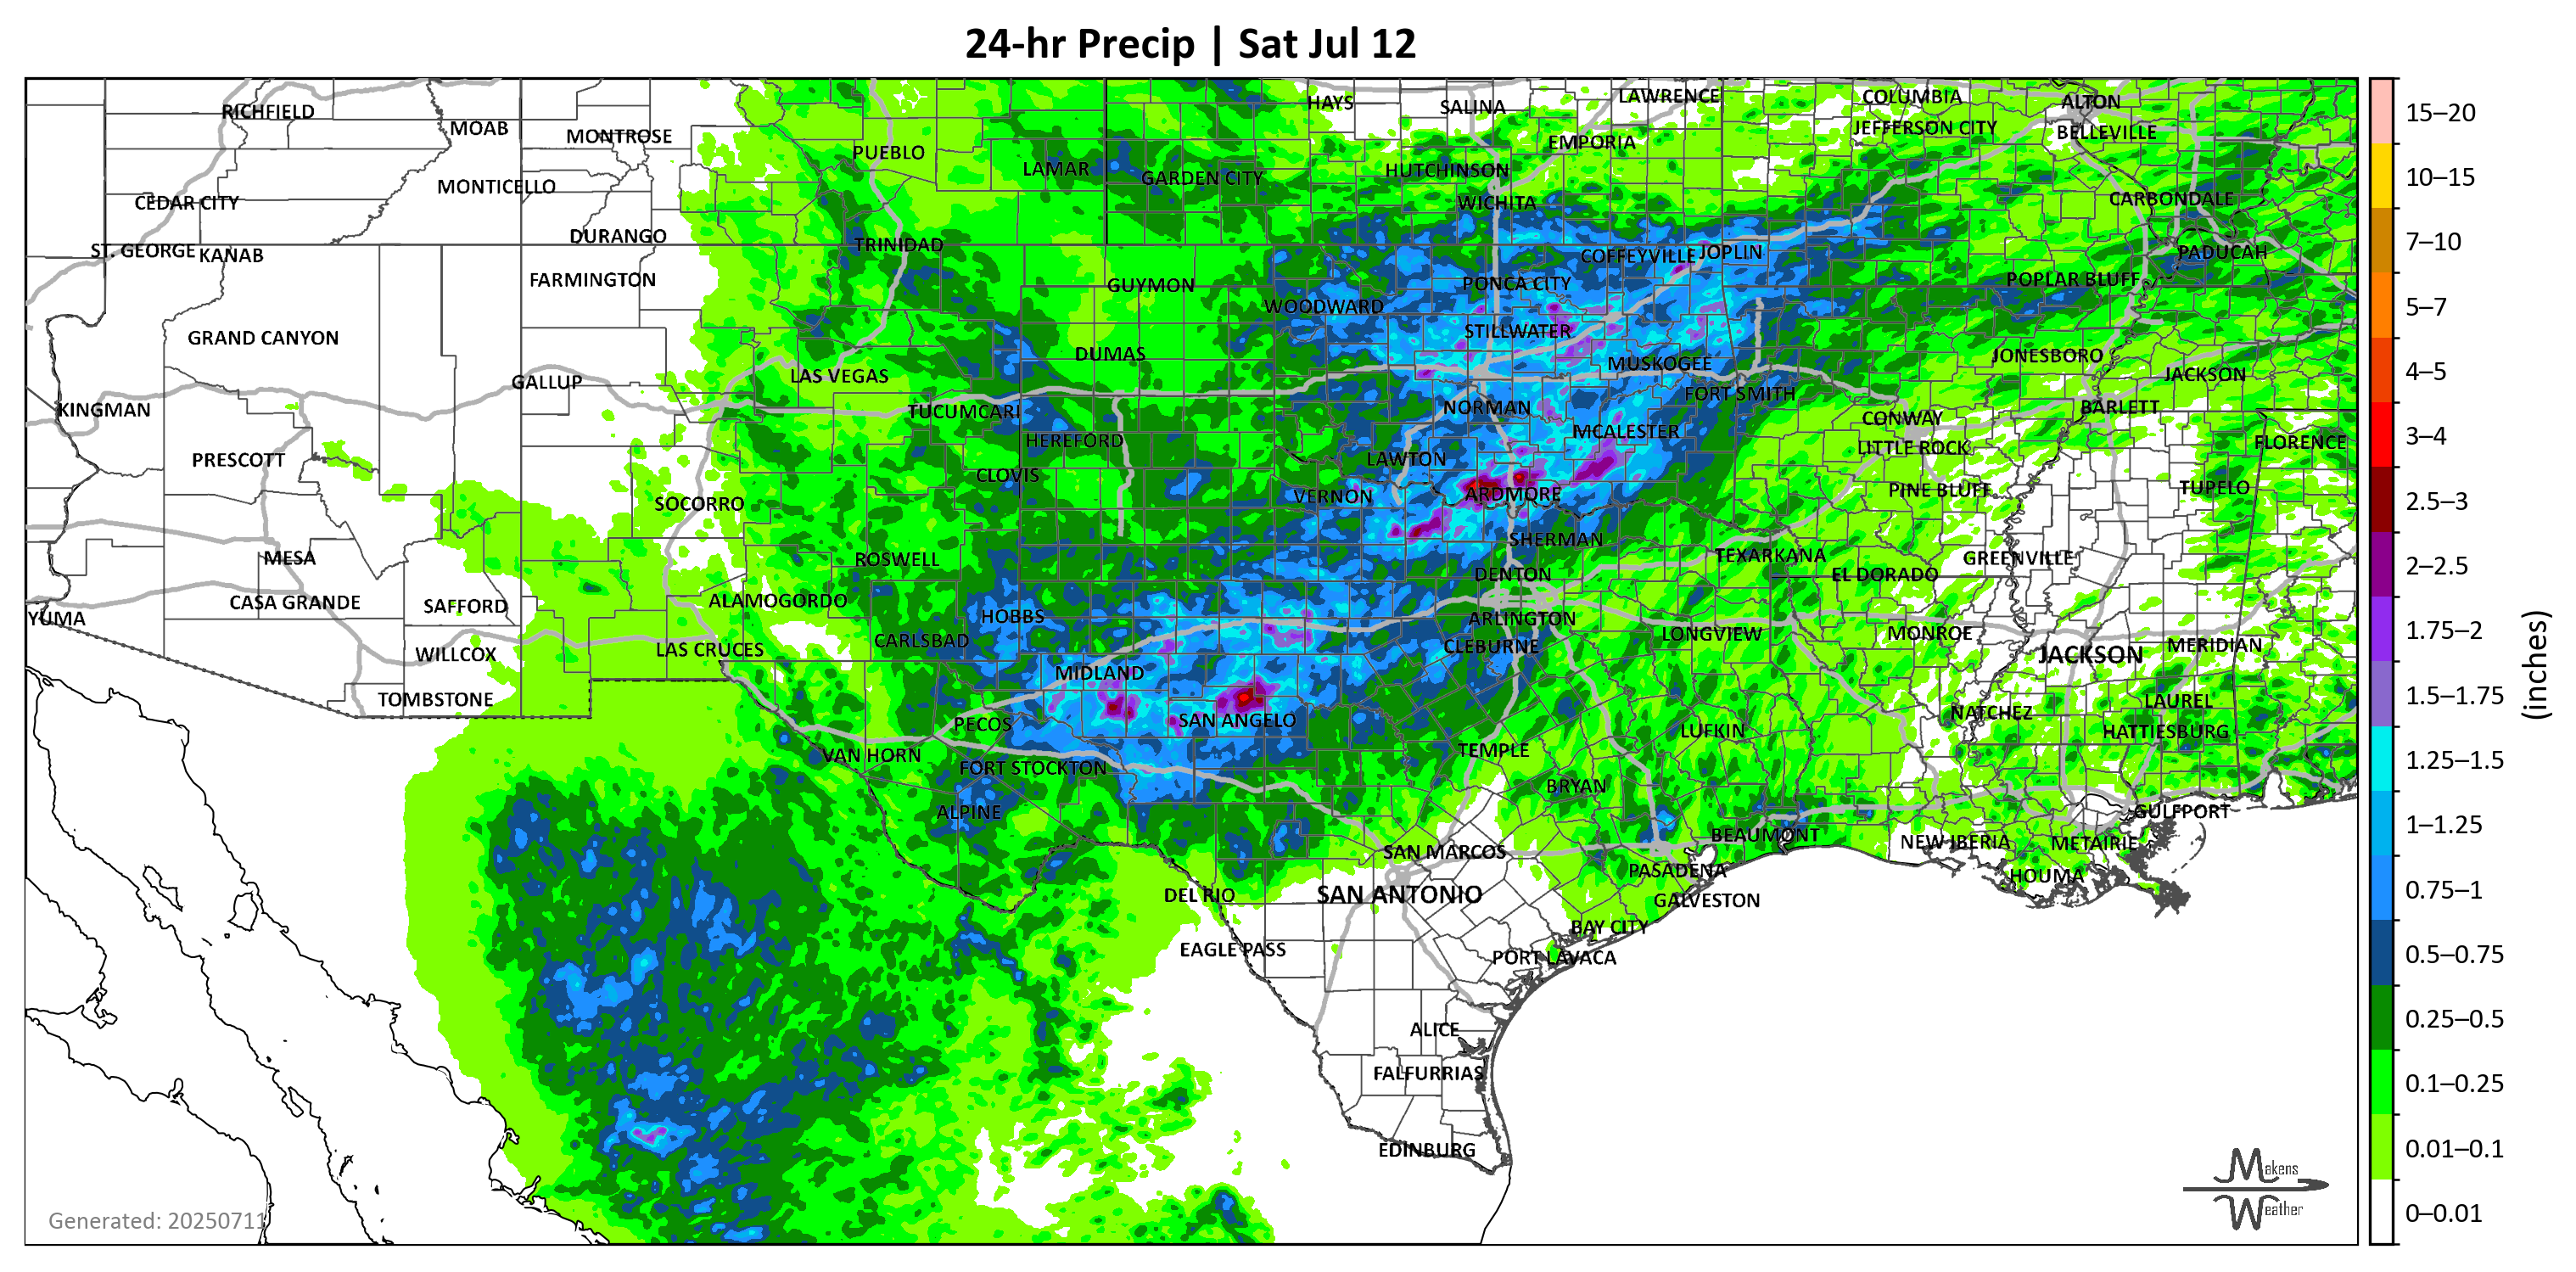 24-hr Precip | Sat Jul 12
RICHFIELD
MOAB
MONTROSE
PUEBLO
LAMAR
GARDEN CITY
HAYS
SALINA
LAWRENCE
EMPORIA
HUTCHINSON
WICHITA
COLUMBIA
JEFFERSON CITY
ALTON
BELLEVILLE
CARBONDALE
CEDAR CITY
MONTICELLO
ST. GEORGE
KANAB
DURANGO
TRINIDAD
FARMINGTON
GUYMON
WOODWARD
PONCA CITY
COFFEYVILLE
JOPLIN
POPLAR BLUFF
PADUCAH
GRAND CANYON
DUMAS
STILLWATER
MUSKOGEE
JONESBORO
JACKSON
KINGMAN
GALLUP
LAS VEGAS
TUCUMCARI
HEREFORD
NORMAN
FORT SMITH
CONWAY
BARLETT
FLORENCE
PRESCOTT
CLOVIS
LAWTON
MCALESTER
LITTLE ROCK
SOCORRO
VERNON
ARDMORE
PINE BLUFF
TUPELO
MESA
ROSWELL
SHERMAN
DENTON
TEXARKANA
EL DORADO
GREENVILLE
YUMA
CASA GRANDE
SAFFORD
ALAMOGORDO
HOBBS
ARLINGTON
WILLCOX
LAS CRUCES
CARLSBAD
CLEBURNE
LONGVIEW
MONROE
JACKSON
MERIDIAN
TOMBSTONE
MIDLAND
PECOS
SAN ANGELO
LUFKIN
NATCHEZ
LAUREL
HATTIESBURG
VAN HORN
FORT STOCKTON
TEMPLE
BRYAN
ALPINE
SAN MARCOS
BEAUMONT
NEW IBERIA
METAIRIE
GULFPORT
DEL RIO
SAN ANTONIO
PASADENA
GALVESTON
HOUMA
EAGLE PASS
BAY CITY
PORT LAVACA
ALICE
FALFURRIAS
EDINBURG
Generated: 20250711
Makens
Weather
15–20
10–15
7–10
5–7
4–5
3–4
2.5–3
2–2.5
1.75–2
1.5–1.75
1.25–1.5
1–1.25
0.75–1
0.5–0.75
0.25–0.5
0.1–0.25
0.01–0.1
0–0.01
(inches)